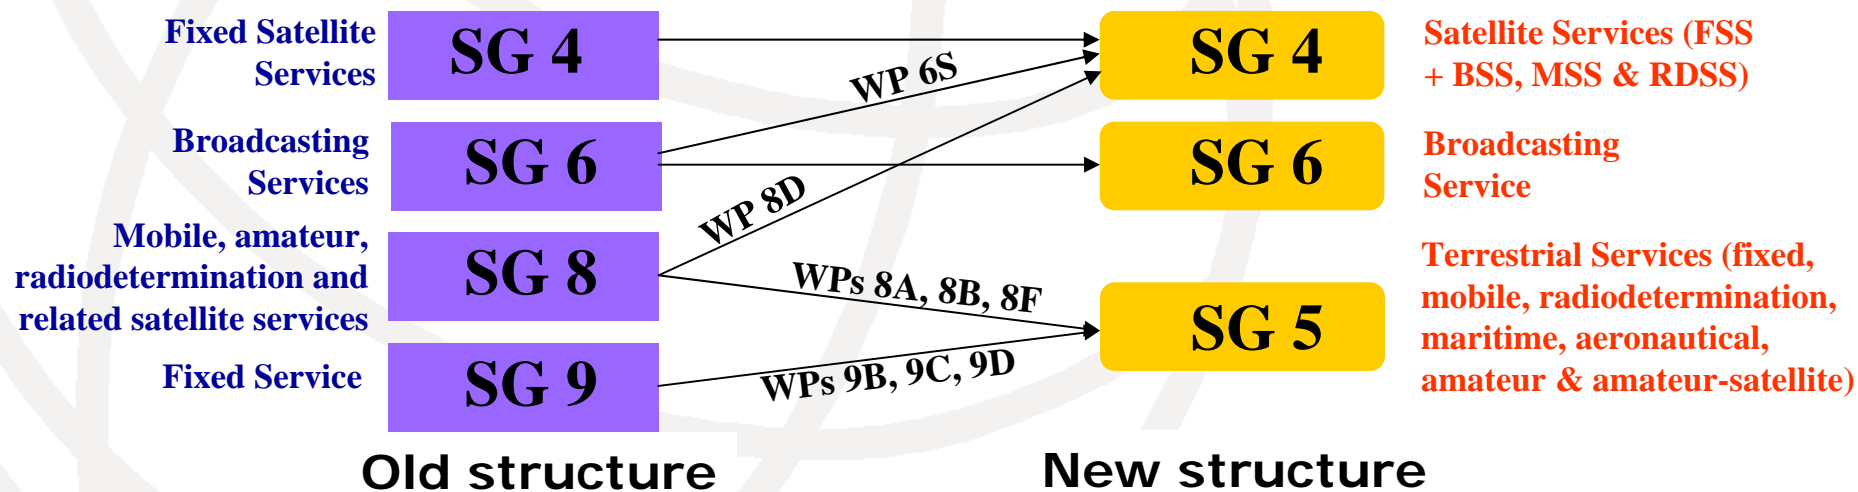 Fixed Satellite
Services
SG 4
WP 6S
SG 4
Satellite Services (FSS
+ BSS, MSS & RDSS)
Broadcasting
Services
SG 6
WP 8D
SG 6
Broadcasting
Service
Mobile, amateur,
radiodetermination and
related satellite services
SG 8
WPs 8A, 8B, 8F
SG 5
Terrestrial Services (fixed,
mobile, radiodetermination,
maritime, aeronautical,
amateur & amateur-satellite)
Fixed Service
SG 9
WPs 9B, 9C, 9D
Old structure
New structure